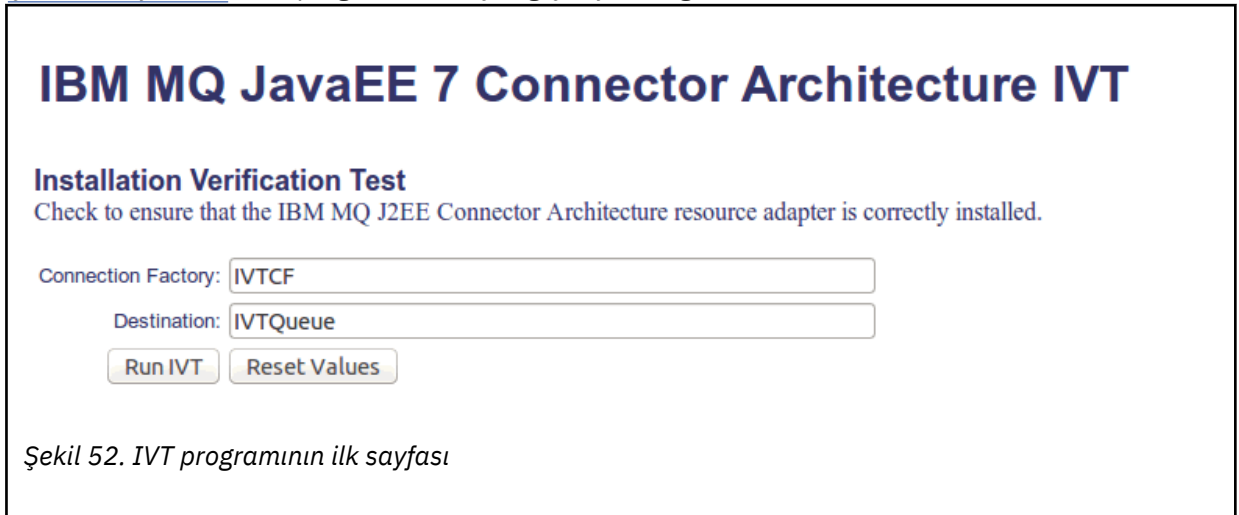 IBM MQ JavaEE 7 Connector Architecture IVT
Installation Verification Test
Check to ensure that the IBM MQ J2EE Connector Architecture resource adapter is correctly installed.
Connection Factory: IVTCF
Destination: IVTQueue
Run IVT Reset Values
Şekil 52. IVT programının ilk sayfası